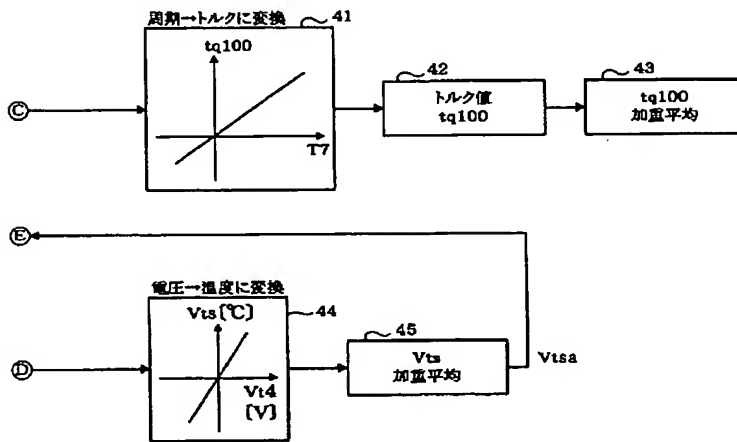 周期→トルクに変換
41
tq100
T7
C
42
トルク値
tq100
43
tq100
加重平均
E
電圧→温度に変換
44
Vts[℃]
Vt4
[V]
D
45
Vts
加重平均
Vtsa